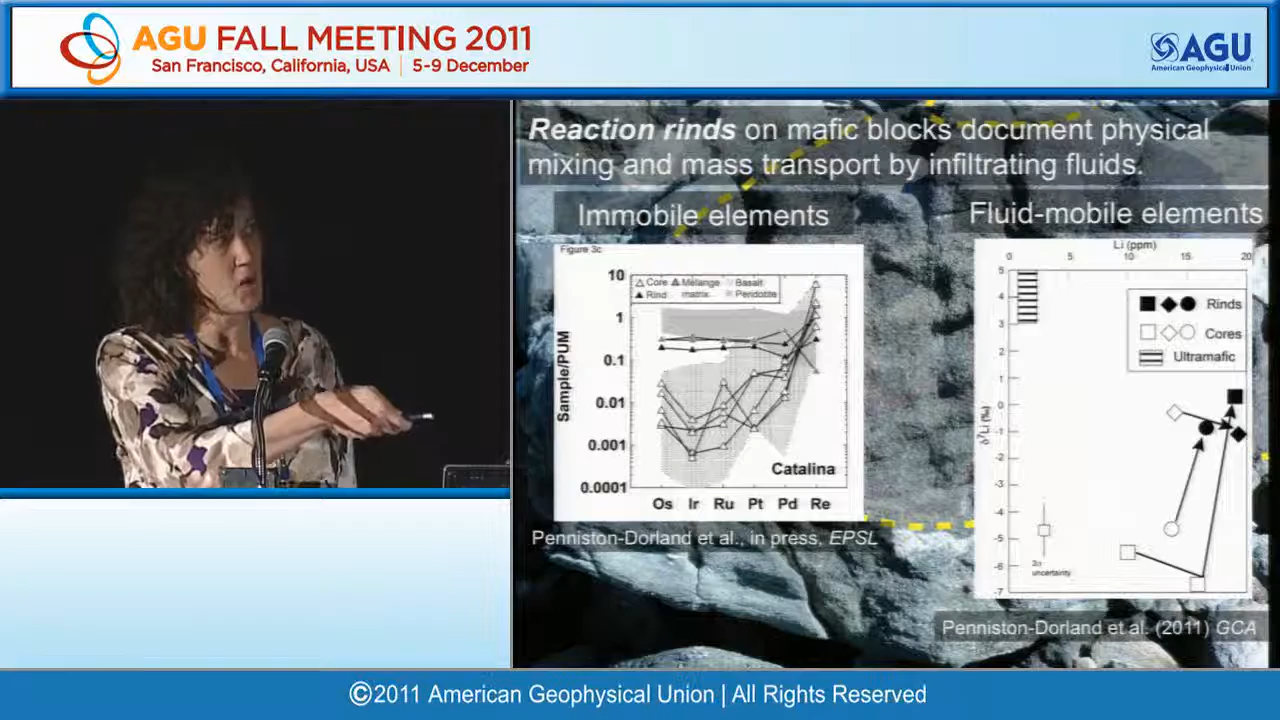 AGU FALL MEETING 2011
San Francisco, California, USA | 5-9 December
AGU
American Geophysical Union
Reaction rinds on mafic blocks document physical
mixing and mass transport by infiltrating fluids.
Immobile elements
Figure 3c
Core Mélange Basalt
Rind matrix Peridotite
10
1
0.1
0.01
0.001
0.0001
Sample/PUM
Catalina
Os Ir Ru Pt Pd Re
Penniston-Dorland et al., in press, EPSL
Fluid-mobile elements
Li (ppm)
0 5 10 15 20
5
4
3
2
1
0
-1
-2
-3
-4
-5
-6
-7
δ7Li (‰)
Rinds
Cores
Ultramafic
2σ
uncertainty
Penniston-Dorland et al. (2011) GCA
©2011 American Geophysical Union | All Rights Reserved